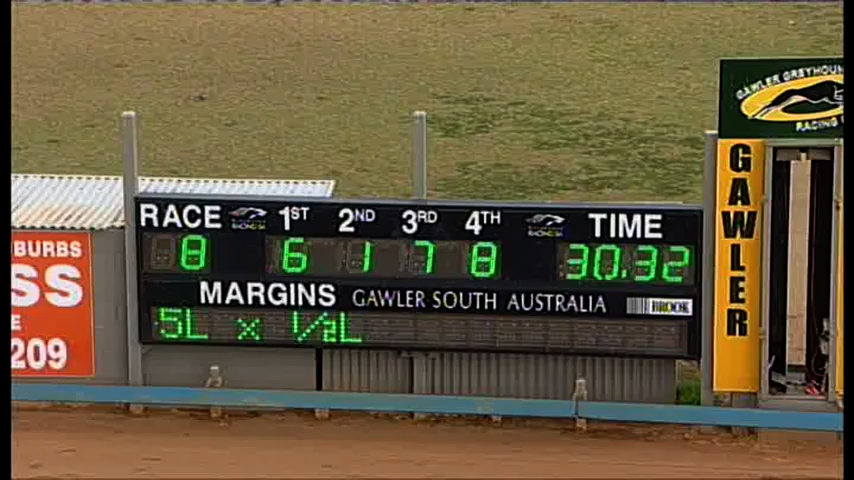 GAWLER GREYHOUN
RACING
BURBS
SS
E
209
RACE 1ST 2ND 3RD 4TH TIME
8 6 1 7 8 30.32
MARGINS GAWLER SOUTH AUSTRALIA BROOK
.5L x 1/2L
GAWLER